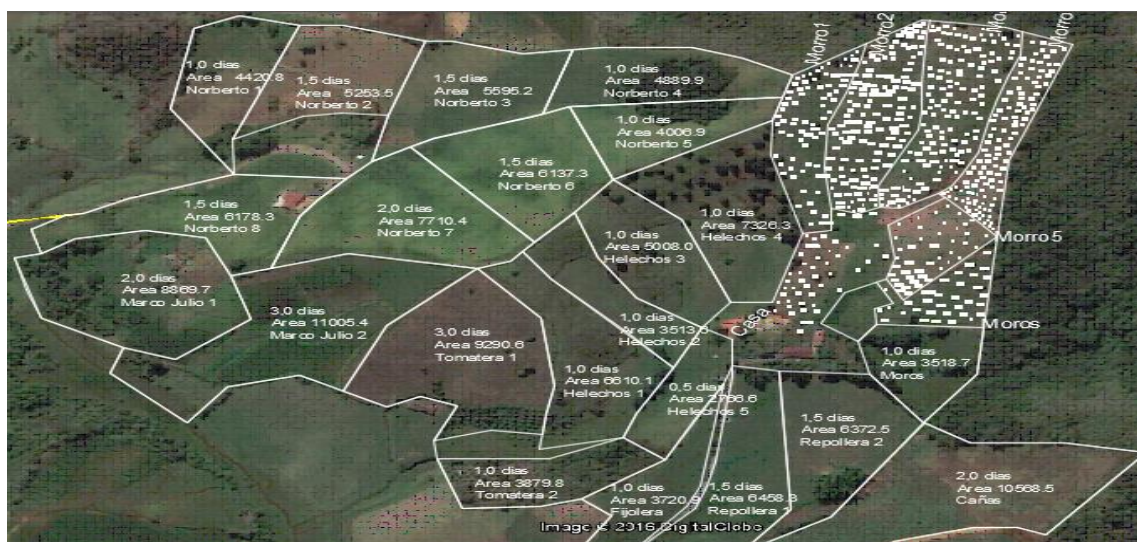 Morro1
Morro2
Morro
1,0 dias
Area 4420.8
Norberto 1
1,5 dias
Area 5253.5
Norberto 2
1,5 dias
Area 5595.2
Norberto 3
1,0 dias
Area 4889.9
Norberto 4
1,0 dias
Area 4006.9
Norberto 5
1,5 dias
Area 6137.3
Norberto 6
2,0 dias
Area 7710.4
Norberto 7
1,5 dias
Area 6178.3
Norberto 8
1,0 dias
Area 7326.3
Helechos 4
1,0 dias
Area 5008.0
Helechos 3
Morro5
2,0 dias
Area 8869.7
Marco Julio 1
3,0 dias
Area 11005.4
Marco Julio 2
3,0 dias
Area 9290.6
Tomatera 1
1,0 dias
Area 3513.6
Helechos 2
Casa
Moros
1,0 dias
Area 3518.7
Moros
1,0 dias
Area 6610.1
Helechos 1
0,5 dias
Area 2766.6
Helechos 5
1,5 dias
Area 6372.5
Repollera 2
1,0 dias
Area 3879.8
Tomatera 2
1,0 dias
Area 3720.9
Fijolera
1,5 dias
Area 6458.3
Repollera 1
2,0 dias
Area 10568.5
Cañas
Image © 2016 DigitalGlobe